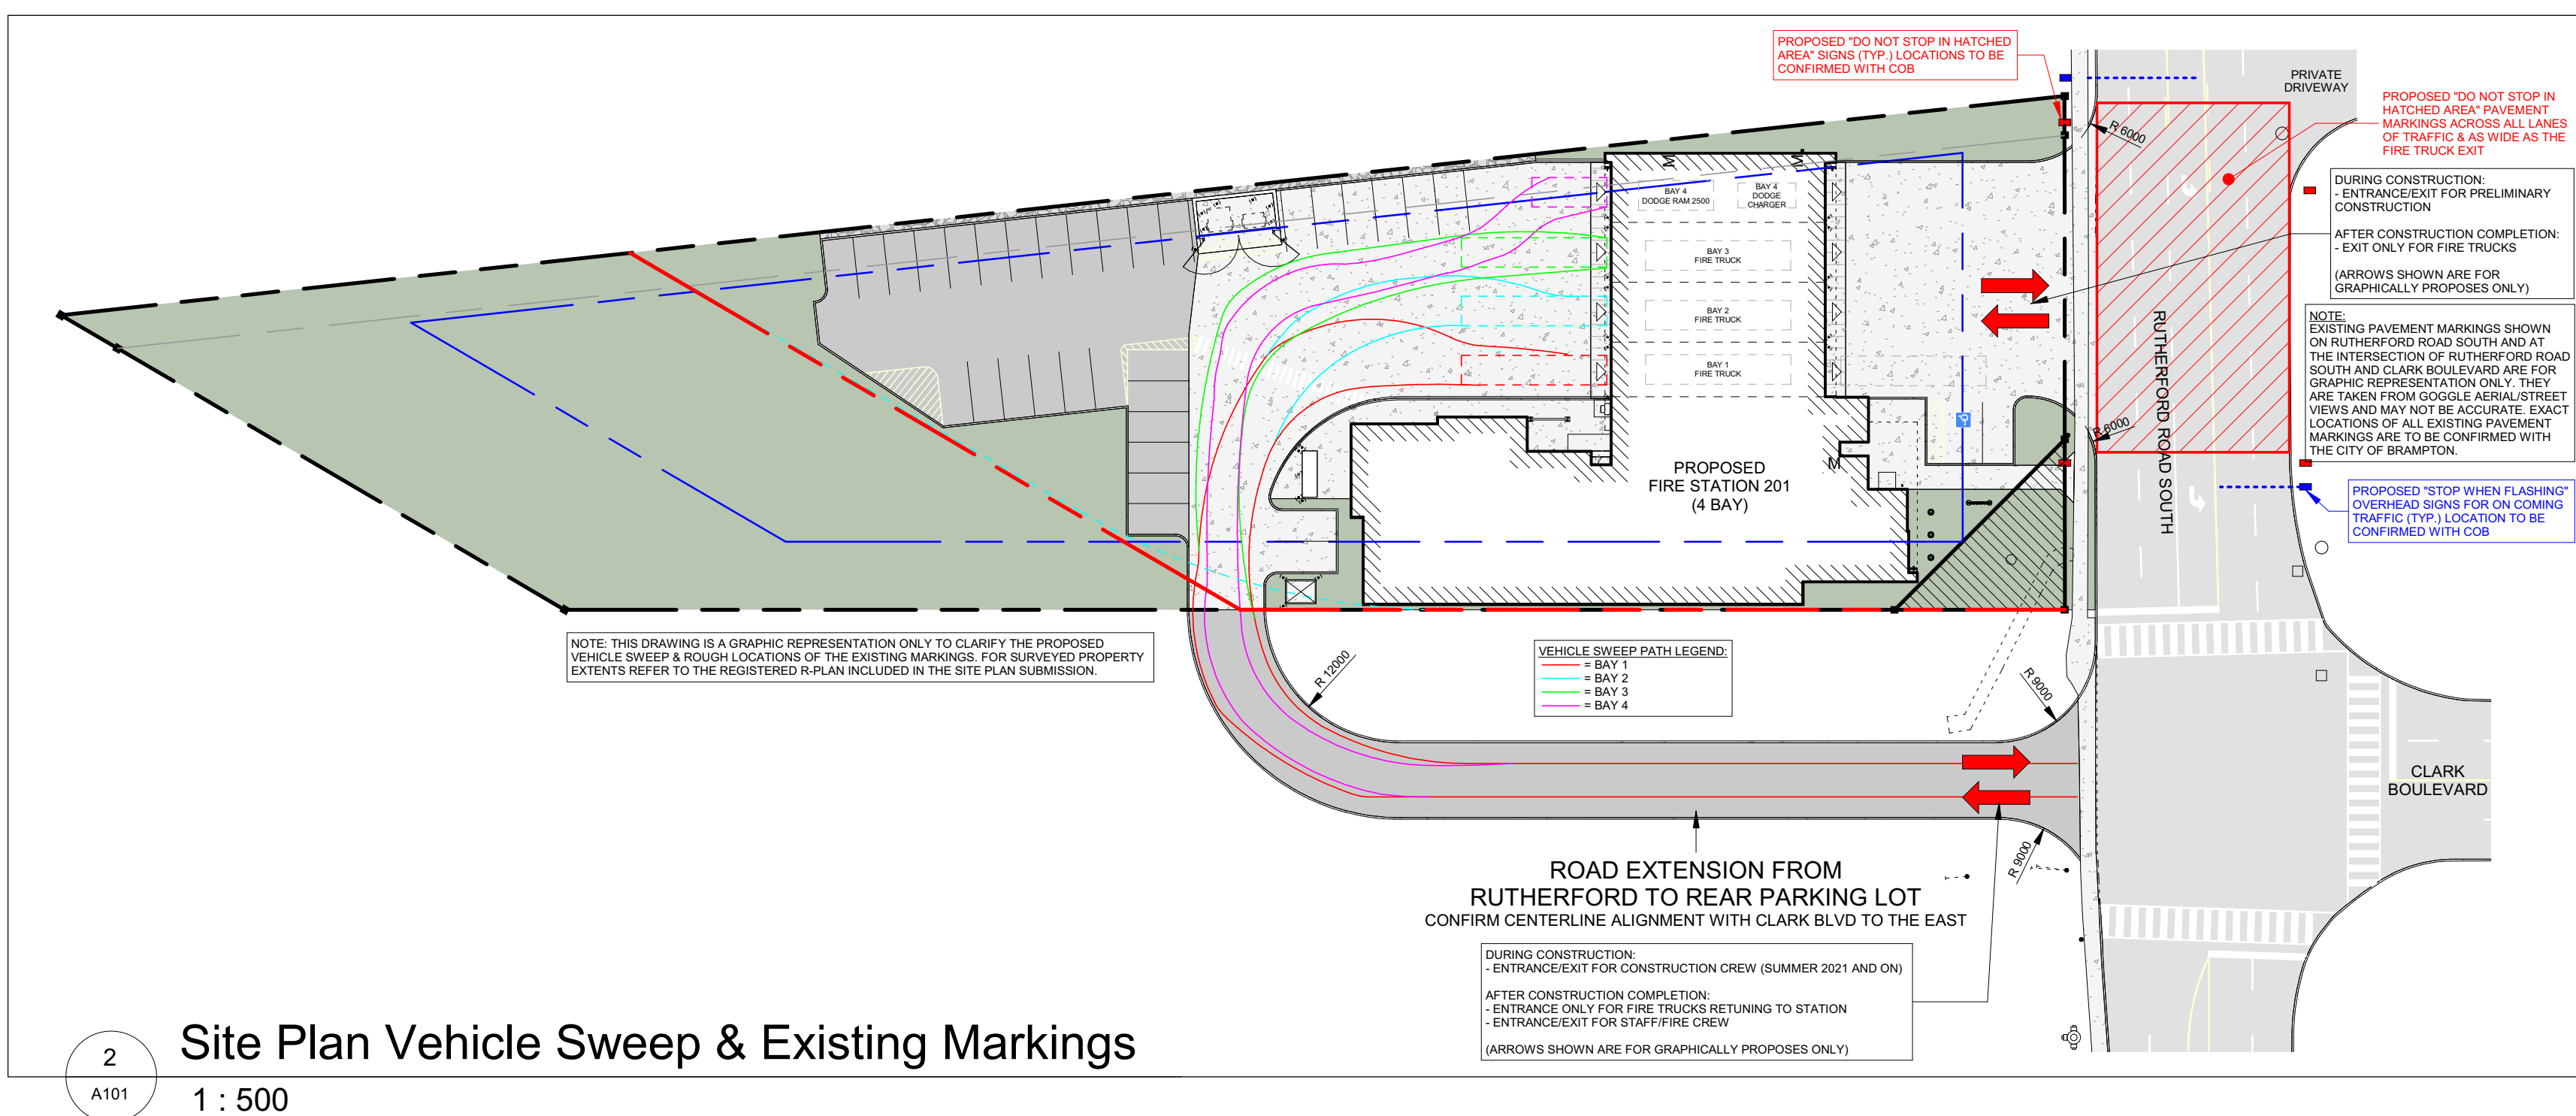 PROPOSED "DO NOT STOP IN HATCHED
AREA" SIGNS (TYP.) LOCATIONS TO BE
CONFIRMED WITH COB
PRIVATE
DRIVEWAY
PROPOSED "DO NOT STOP IN
HATCHED AREA" PAVEMENT
MARKINGS ACROSS ALL LANES
OF TRAFFIC & AS WIDE AS THE
FIRE TRUCK EXIT
R 6000
DURING CONSTRUCTION:
- ENTRANCE/EXIT FOR PRELIMINARY
CONSTRUCTION
AFTER CONSTRUCTION COMPLETION:
- EXIT ONLY FOR FIRE TRUCKS
(ARROWS SHOWN ARE FOR
GRAPHICALLY PROPOSES ONLY)
M
M
BAY 4
DODGE RAM 2500
BAY 4
DODGE
CHARGER
BAY 3
FIRE TRUCK
BAY 2
FIRE TRUCK
BAY 1
FIRE TRUCK
NOTE:
EXISTING PAVEMENT MARKINGS SHOWN
ON RUTHERFORD ROAD SOUTH AND AT
THE INTERSECTION OF RUTHERFORD ROAD
SOUTH AND CLARK BOULEVARD ARE FOR
GRAPHIC REPRESENTATION ONLY. THEY
ARE TAKEN FROM GOGGLE AERIAL/STREET
VIEWS AND MAY NOT BE ACCURATE. EXACT
LOCATIONS OF ALL EXISTING PAVEMENT
MARKINGS ARE TO BE CONFIRMED WITH
THE CITY OF BRAMPTON.
RUTHERFORD ROAD SOUTH
R 6000
M
PROPOSED
FIRE STATION 201
(4 BAY)
PROPOSED "STOP WHEN FLASHING"
OVERHEAD SIGNS FOR ON COMING
TRAFFIC (TYP.) LOCATION TO BE
CONFIRMED WITH COB
NOTE: THIS DRAWING IS A GRAPHIC REPRESENTATION ONLY TO CLARIFY THE PROPOSED
VEHICLE SWEEP & ROUGH LOCATIONS OF THE EXISTING MARKINGS. FOR SURVEYED PROPERTY
EXTENTS REFER TO THE REGISTERED R-PLAN INCLUDED IN THE SITE PLAN SUBMISSION.
R 12000
VEHICLE SWEEP PATH LEGEND:
= BAY 1
= BAY 2
= BAY 3
= BAY 4
R 9000
CLARK
BOULEVARD
R 9000
ROAD EXTENSION FROM
RUTHERFORD TO REAR PARKING LOT
CONFIRM CENTERLINE ALIGNMENT WITH CLARK BLVD TO THE EAST
DURING CONSTRUCTION:
- ENTRANCE/EXIT FOR CONSTRUCTION CREW (SUMMER 2021 AND ON)
AFTER CONSTRUCTION COMPLETION:
- ENTRANCE ONLY FOR FIRE TRUCKS RETUNING TO STATION
- ENTRANCE/EXIT FOR STAFF/FIRE CREW
(ARROWS SHOWN ARE FOR GRAPHICALLY PROPOSES ONLY)
2
A101
Site Plan Vehicle Sweep & Existing Markings
1 : 500